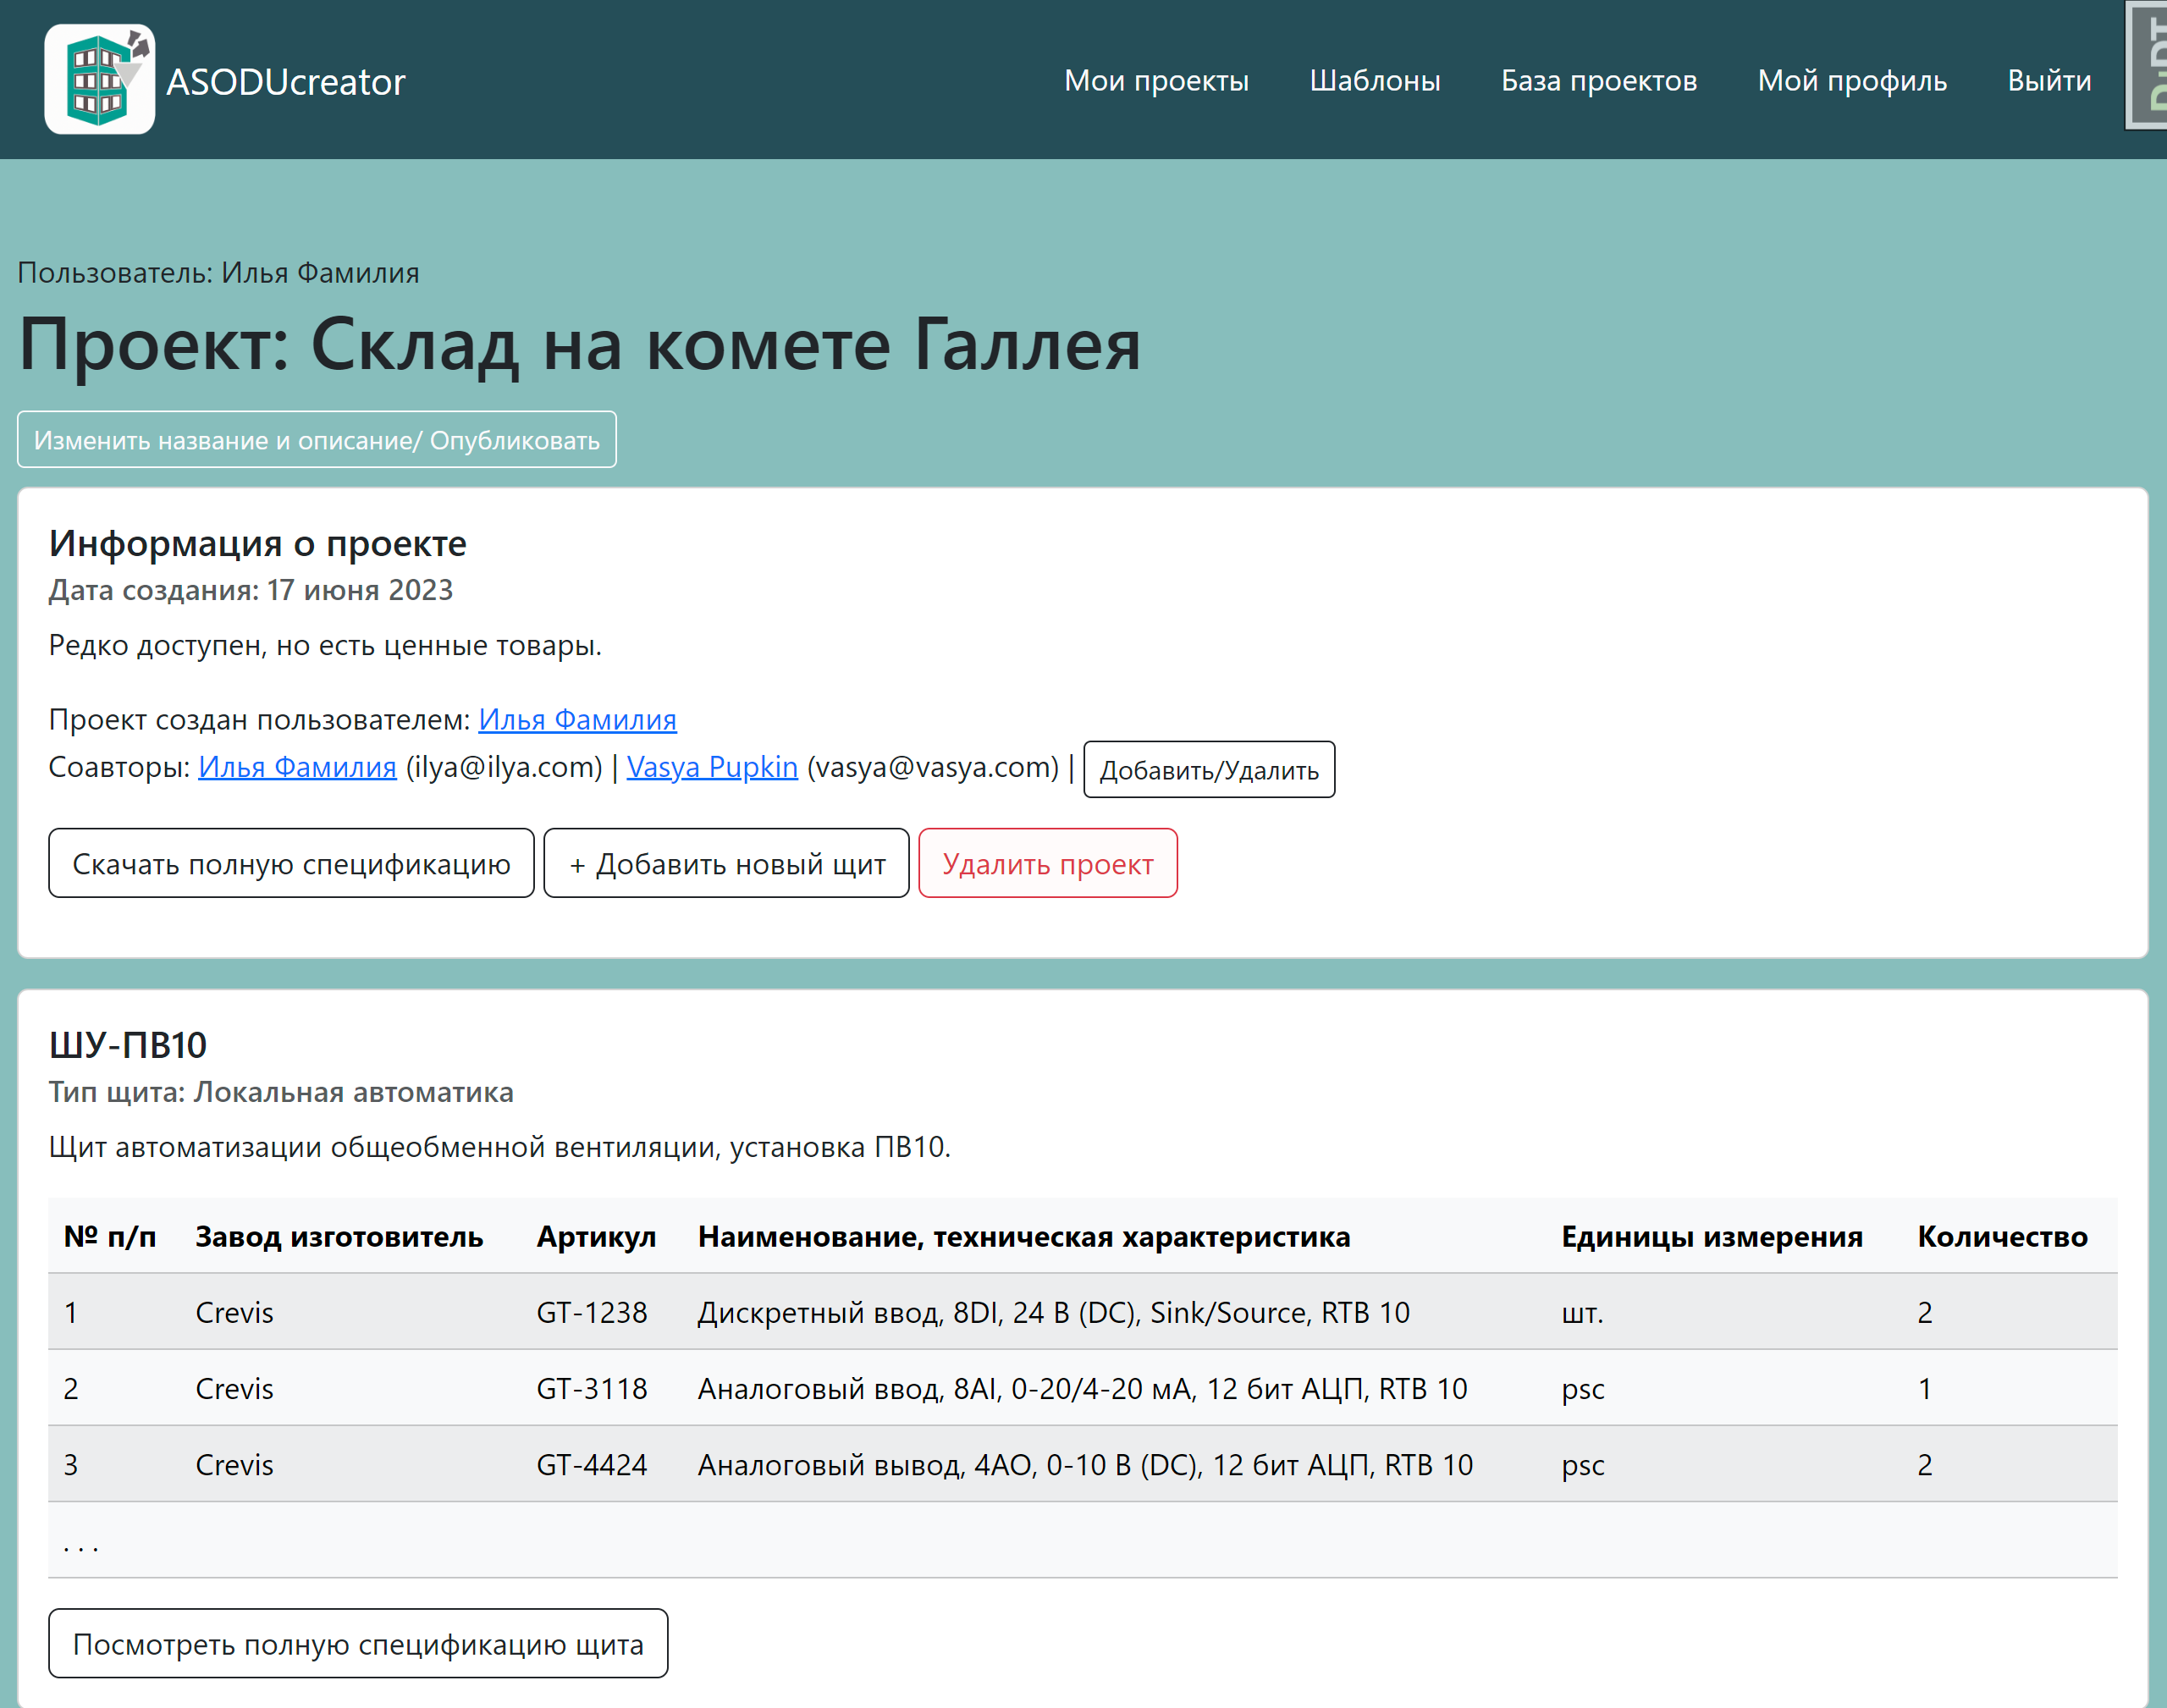 ASODUcreator
Мои проекты Шаблоны База проектов Мой профиль Выйти
Пользователь: Илья Фамилия
Проект: Склад на комете Галлея
Изменить название и описание/ Опубликовать
Информация о проекте
Дата создания: 17 июня 2023
Редко доступен, но есть ценные товары.
Проект создан пользователем: Илья Фамилия
Соавторы: Илья Фамилия (ilya@ilya.com) | Vasya Pupkin (vasya@vasya.com) | Добавить/Удалить
Скачать полную спецификацию + Добавить новый щит Удалить проект
ШУ-ПВ10
Тип щита: Локальная автоматика
Щит автоматизации общеобменной вентиляции, установка ПВ10.
№ п/п Завод изготовитель Артикул Наименование, техническая характеристика Единицы измерения Количество
1 Crevis GT-1238 Дискретный ввод, 8DI, 24 В (DC), Sink/Source, RTB 10 шт. 2
2 Crevis GT-3118 Аналоговый ввод, 8AI, 0-20/4-20 мА, 12 бит АЦП, RTB 10 psc 1
3 Crevis GT-4424 Аналоговый вывод, 4АО, 0-10 В (DC), 12 бит АЦП, RTB 10 psc 2
. . .
Посмотреть полную спецификацию щита